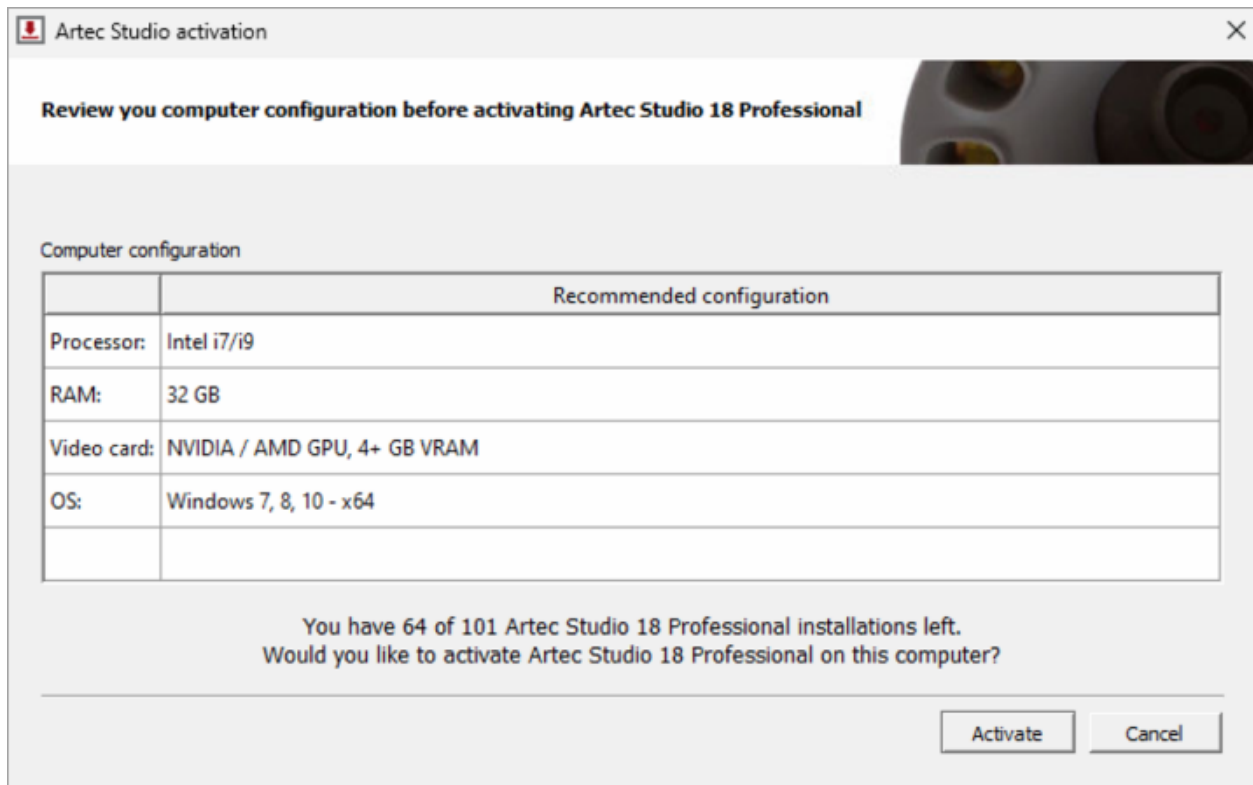 Artec Studio activation
Review you computer configuration before activating Artec Studio 18 Professional
Computer configuration
Recommended configuration
Processor: Intel i7/i9
RAM: 32 GB
Video card: NVIDIA / AMD GPU, 4+ GB VRAM
OS: Windows 7, 8, 10 - x64
You have 64 of 101 Artec Studio 18 Professional installations left.
Would you like to activate Artec Studio 18 Professional on this computer?
Activate Cancel